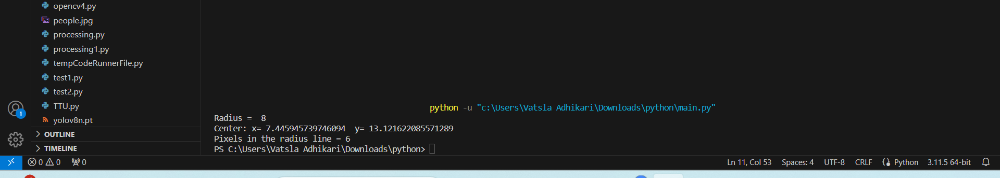 opencv4.py
people.jpg
processing.py
processing1.py
tempCodeRunnerFile.py
test1.py
test2.py
TTU.py
yolov8n.pt
OUTLINE
TIMELINE
1
python -u "c:\Users\Vatsla Adhikari\Downloads\python\main.py"
Radius =  8
Center: x= 7.445945739746094  y= 13.121622085571289
Pixels in the radius line = 6
PS C:\Users\Vatsla Adhikari\Downloads\python>
0 0 0 Ln 11, Col 53 Spaces: 4 UTF-8 CRLF Python 3.11.5 64-bit